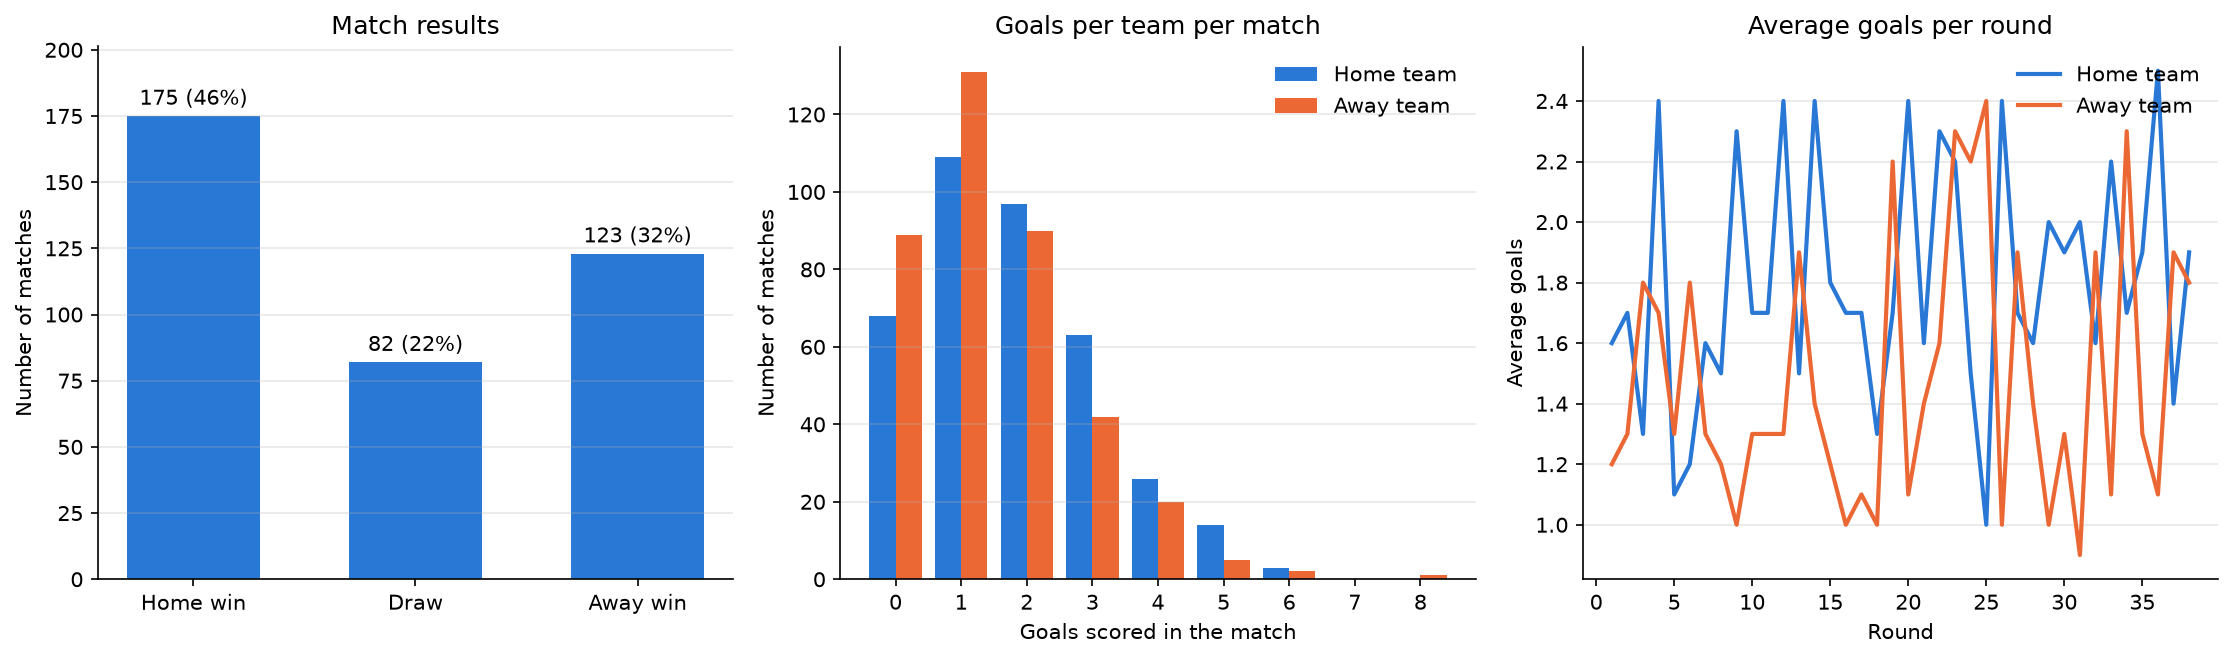 Match results
Number of matches
200
175
150
125
100
75
50
25
0
175 (46%)
82 (22%)
123 (32%)
Home win
Draw
Away win
Goals per team per match
Number of matches
120
100
80
60
40
20
0
Home team
Away team
0 1 2 3 4 5 6 7 8
Goals scored in the match
Average goals per round
Average goals
2.4
2.2
2.0
1.8
1.6
1.4
1.2
1.0
Home team
Away team
0 5 10 15 20 25 30 35
Round